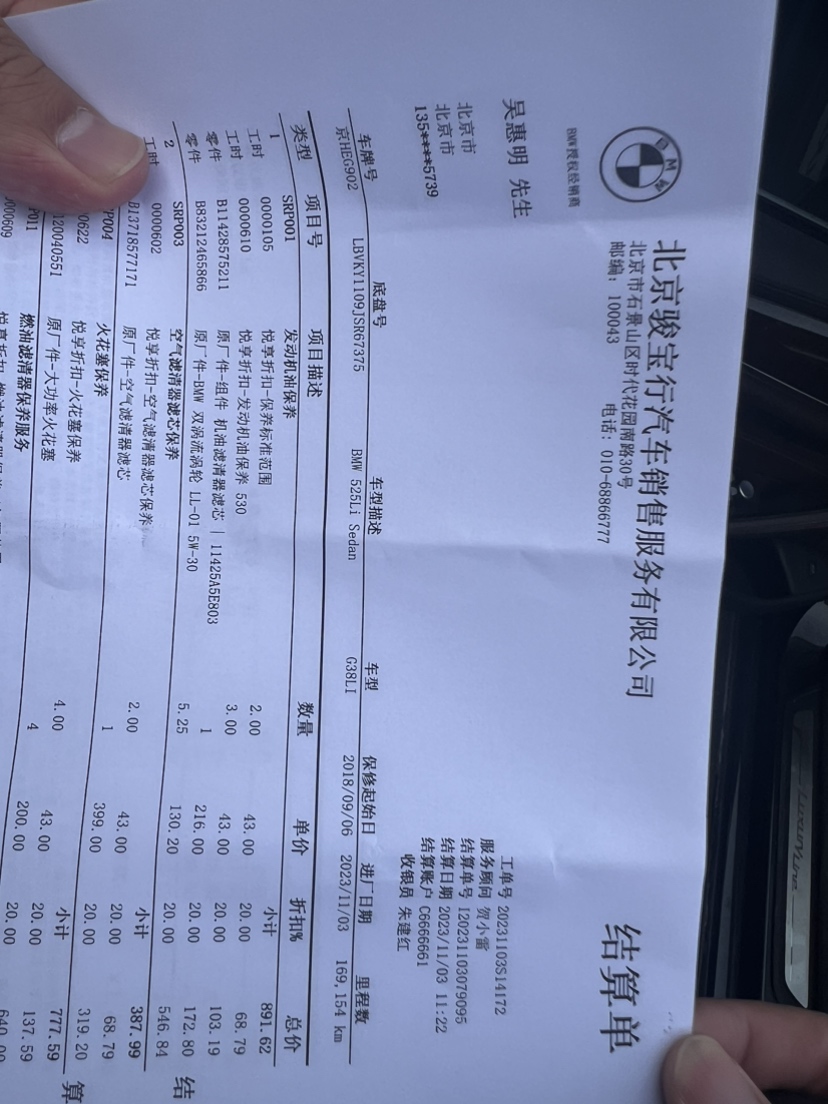 BMW
BMW授权经销商
北京骏宝行汽车销售服务有限公司
北京市石景山区时代花园南路30号
邮编: 100043 电话: 010-68866777
结算单
吴惠明 先生
北京市
北京市
135****5739
工单号 20231103S14172
服务顾问 贺小雷
结算单号 120231103079095
结算日期 2023/11/03 11:22
结算账户 C6666661
收银员 朱建红
车牌号 底盘号 车型描述 车型 保修起始日 进厂日期 里程数
京HEG902 LBVKY1109JSR67375 BMW 525Li Sedan G38LI 2018/09/06 2023/11/03 169,154 km
类型 项目号 项目描述 数量 单价 折扣% 总价
1 SRP001 发动机油保养 小计 891.62
工时 0000105 悦享折扣-保养标准范围 2.00 43.00 20.00 68.79
工时 0000610 悦享折扣-发动机油保养 530 3.00 43.00 20.00 103.19
零件 B11428575211 原厂件-组件 机油滤清器滤芯 | 11425A5E803 1 216.00 20.00 172.80
零件 B83212465866 原厂件-BMW 双涡流涡轮 LL-01 5W-30 5.25 130.20 20.00 546.84
2 SRP003 空气滤清器滤芯保养 小计 387.99
工时 0000602 悦享折扣-空气滤清器滤芯保养 2.00 43.00 20.00 68.79
B13718577171 原厂件-空气滤清器滤芯 1 399.00 20.00 319.20
P004 火花塞保养 小计 777.59
0622 悦享折扣-火花塞保养 4.00 43.00 20.00 137.59
120040551 原厂件-大功率火花塞 4 200.00 20.00 640.00
P011 燃油滤清器保养服务
000609
结
算
Luxury Line